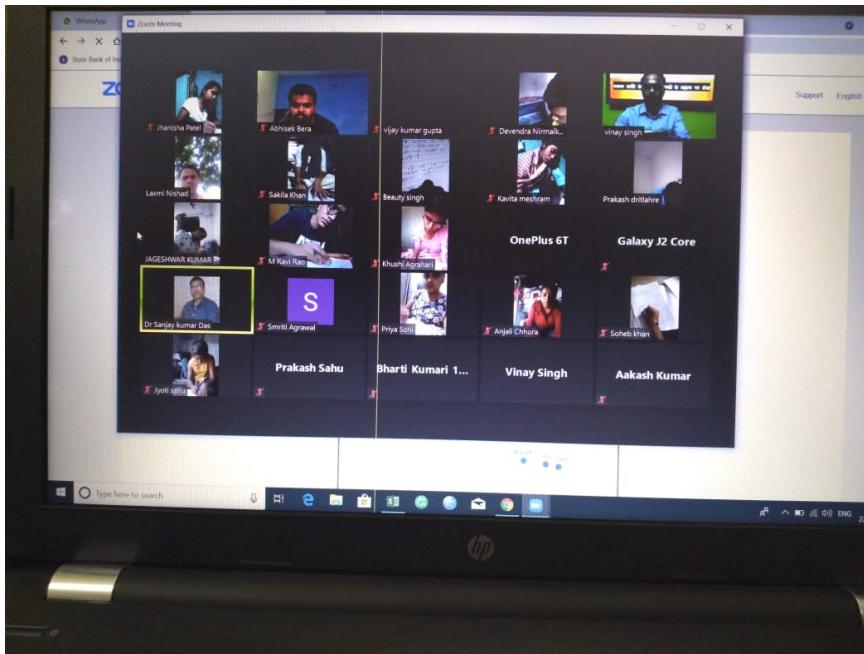 WhatsApp
Zoom Meeting
State Bank of In
ZO
Support English
Jhanisha Patel
Abhisek Bera
vijay kumar gupta
Devendra Nirmalk...
vinay singh
Laxmi Nishad
Sakila Khan
Beauty singh
Kavita meshram
Prakash dritlahre
JAGESHWAR KUMAR
M Ravi Rao
Khushi Agrahari
OnePlus 6T
Galaxy J2 Core
Dr Sanjay kumar Das
S
Smriti Agrawal
Priya Soni
Anjali Chhura
Soheb khan
Jyoti sahu
Prakash Sahu
Bharti Kumari 1...
Vinay Singh
Aakash Kumar
Type here to search
ENG
hp